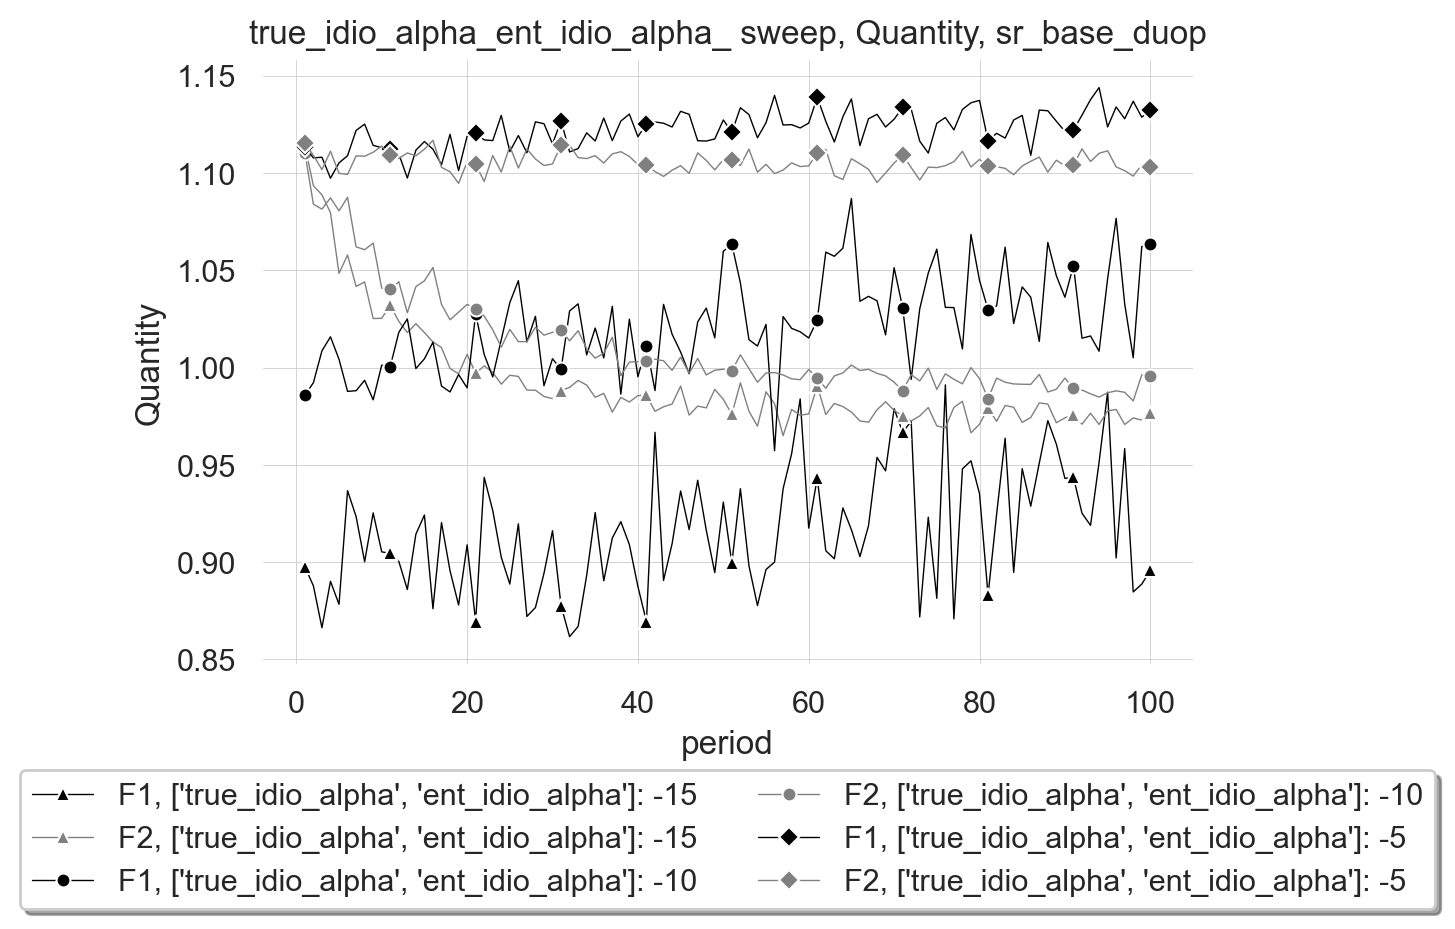 true_idio_alpha_ent_idio_alpha_ sweep, Quantity, sr_base_duop
1.15
1.10
1.05
1.00
0.95
0.90
0.85
Quantity
0 20 40 60 80 100
period
F1, ['true_idio_alpha', 'ent_idio_alpha']: -15
F2, ['true_idio_alpha', 'ent_idio_alpha']: -15
F1, ['true_idio_alpha', 'ent_idio_alpha']: -10
F2, ['true_idio_alpha', 'ent_idio_alpha']: -10
F1, ['true_idio_alpha', 'ent_idio_alpha']: -5
F2, ['true_idio_alpha', 'ent_idio_alpha']: -5